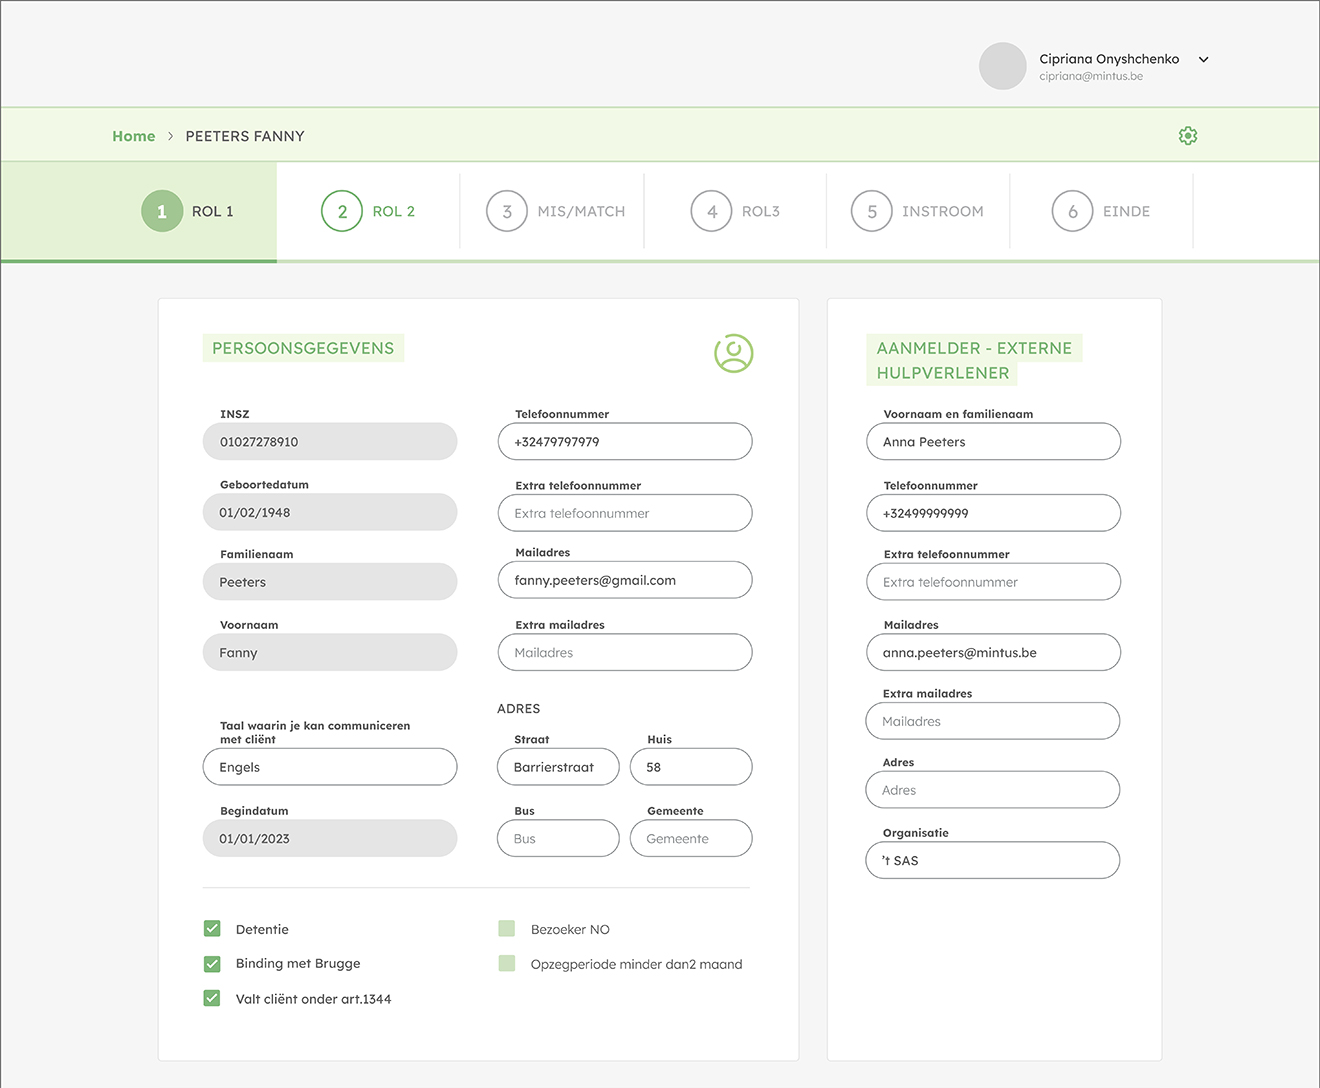 Cipriana Onyshchenko
cipriana@mintus.be
Home > PEETERS FANNY
1 ROL 1
2 ROL 2
3 MIS/MATCH
4 ROL3
5 INSTROOM
6 EINDE
PERSOONSGEGEVENS
INSZ
01027278910
Geboortedatum
01/02/1948
Familienaam
Peeters
Voornaam
Fanny
Taal waarin je kan communiceren
met cliënt
Engels
Begindatum
01/01/2023
Telefoonnummer
+32479797979
Extra telefoonnummer
Extra telefoonnummer
Mailadres
fanny.peeters@gmail.com
Extra mailadres
Mailadres
ADRES
Straat
Barrierstraat
Huis
58
Bus
Bus
Gemeente
Gemeente
Detentie
Binding met Brugge
Valt cliënt onder art.1344
Bezoeker NO
Opzegperiode minder dan2 maand
AANMELDER - EXTERNE
HULPVERLENER
Voornaam en familienaam
Anna Peeters
Telefoonnummer
+32499999999
Extra telefoonnummer
Extra telefoonnummer
Mailadres
anna.peeters@mintus.be
Extra mailadres
Mailadres
Adres
Adres
Organisatie
't SAS